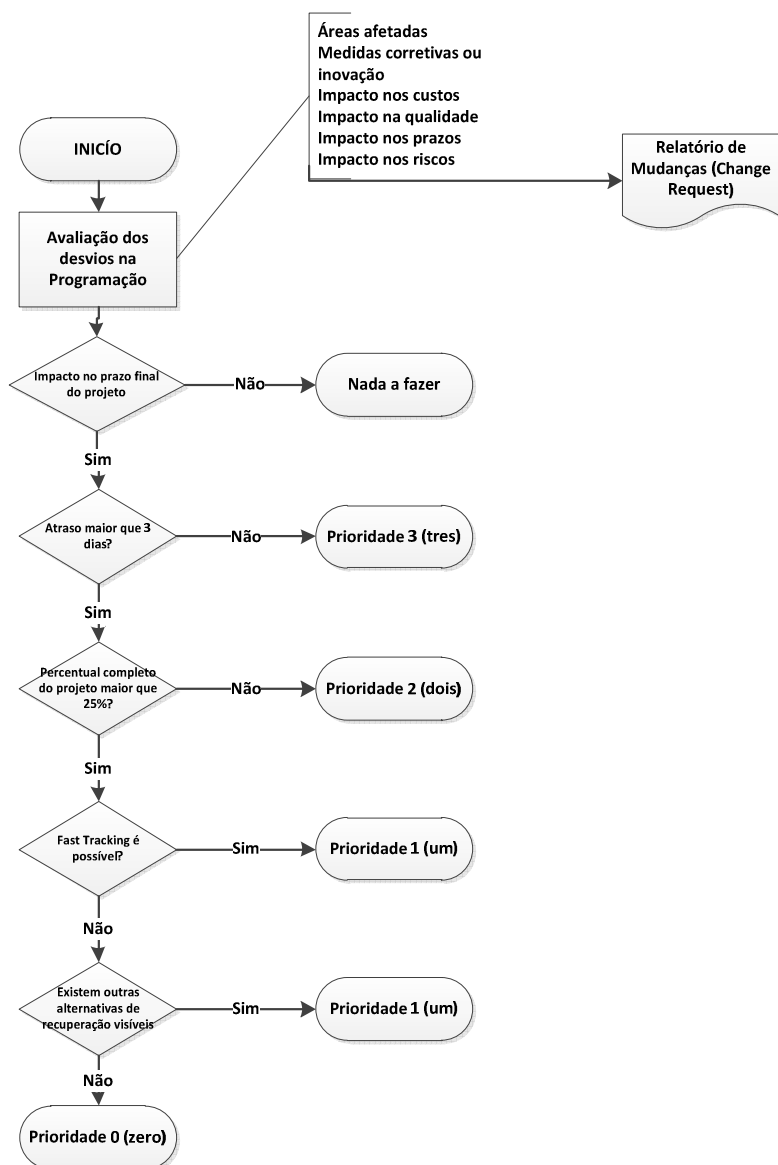 Áreas afetadas
Medidas corretivas ou
inovação
Impacto nos custos
Impacto na qualidade
Impacto nos prazos
Impacto nos riscos
Relatório de
Mudanças (Change
Request)
INICÍO
Avaliação dos
desvios na
Programação
Impacto no prazo final
do projeto
Não
Nada a fazer
Sim
Atraso maior que 3
dias?
Não
Prioridade 3 (tres)
Sim
Percentual completo
do projeto maior que
25%?
Não
Prioridade 2 (dois)
Sim
Fast Tracking é
possível?
Sim
Prioridade 1 (um)
Não
Existem outras
alternativas de
recuperação visíveis
Sim
Prioridade 1 (um)
Não
Prioridade 0 (zero)